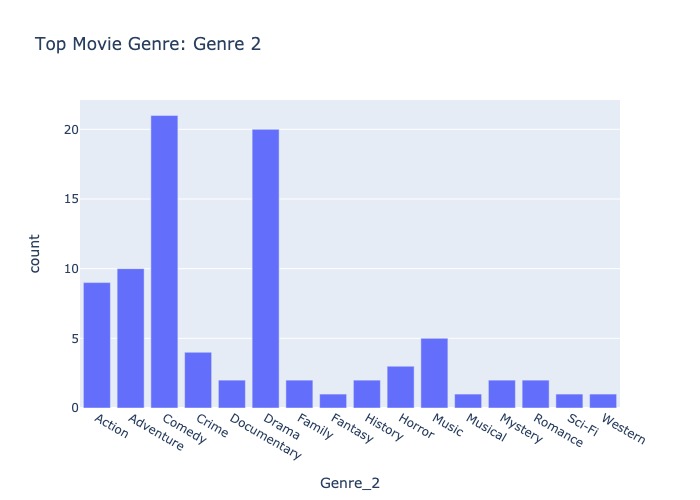 Top Movie Genre: Genre 2
count
20
15
10
5
0
Action
Adventure
Comedy
Crime
Documentary
Drama
Family
Fantasy
History
Horror
Music
Musical
Mystery
Romance
Sci-Fi
Western
Genre_2